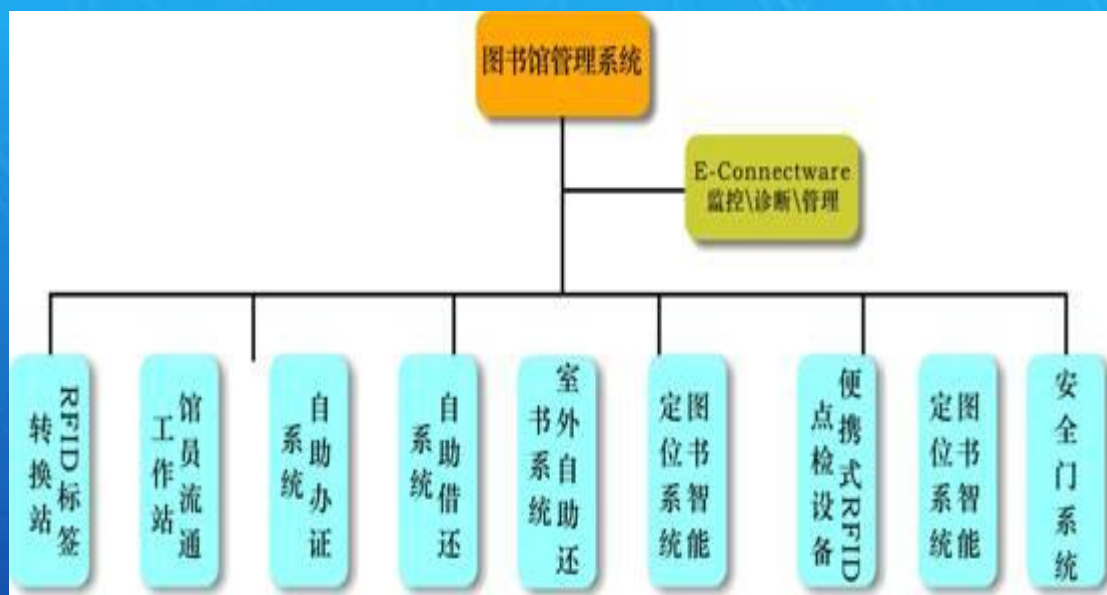 图书馆管理系统
E-Connectware
监控\诊断\管理
RFID标签
转换站
馆员流通
工作站
自助办证
系统
自助借还
系统
室外自助还
书系统
图书智能
定位系统
便携式RFID
点检设备
图书智能
定位系统
安全门系统